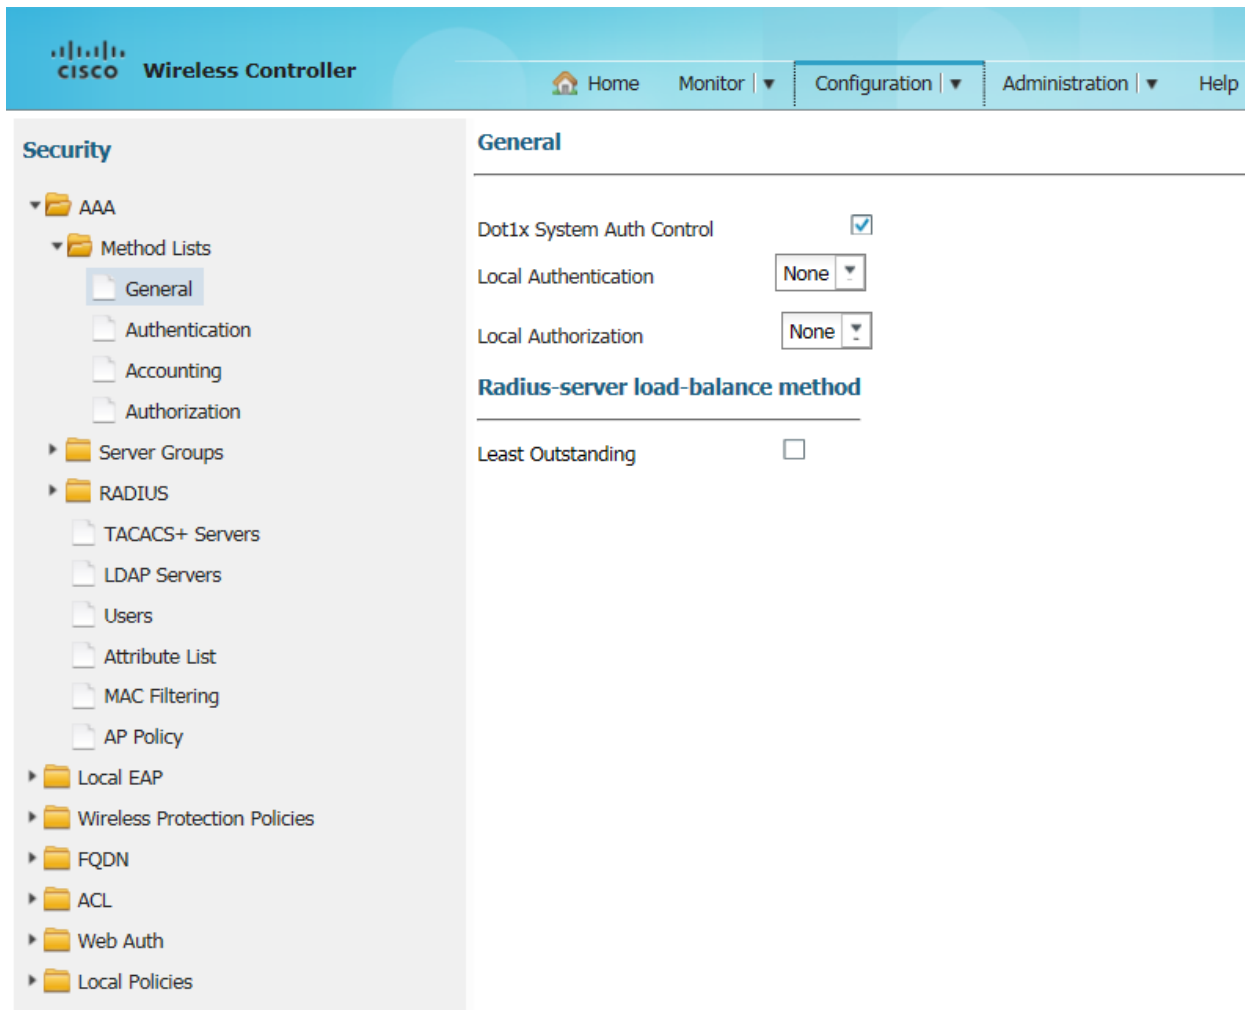 CISCO Wireless Controller
Home Monitor Configuration Administration Help
Security
AAA
Method Lists
General
Authentication
Accounting
Authorization
Server Groups
RADIUS
TACACS+ Servers
LDAP Servers
Users
Attribute List
MAC Filtering
AP Policy
Local EAP
Wireless Protection Policies
FQDN
ACL
Web Auth
Local Policies
General
Dot1x System Auth Control
Local Authentication None
Local Authorization None
Radius-server load-balance method
Least Outstanding